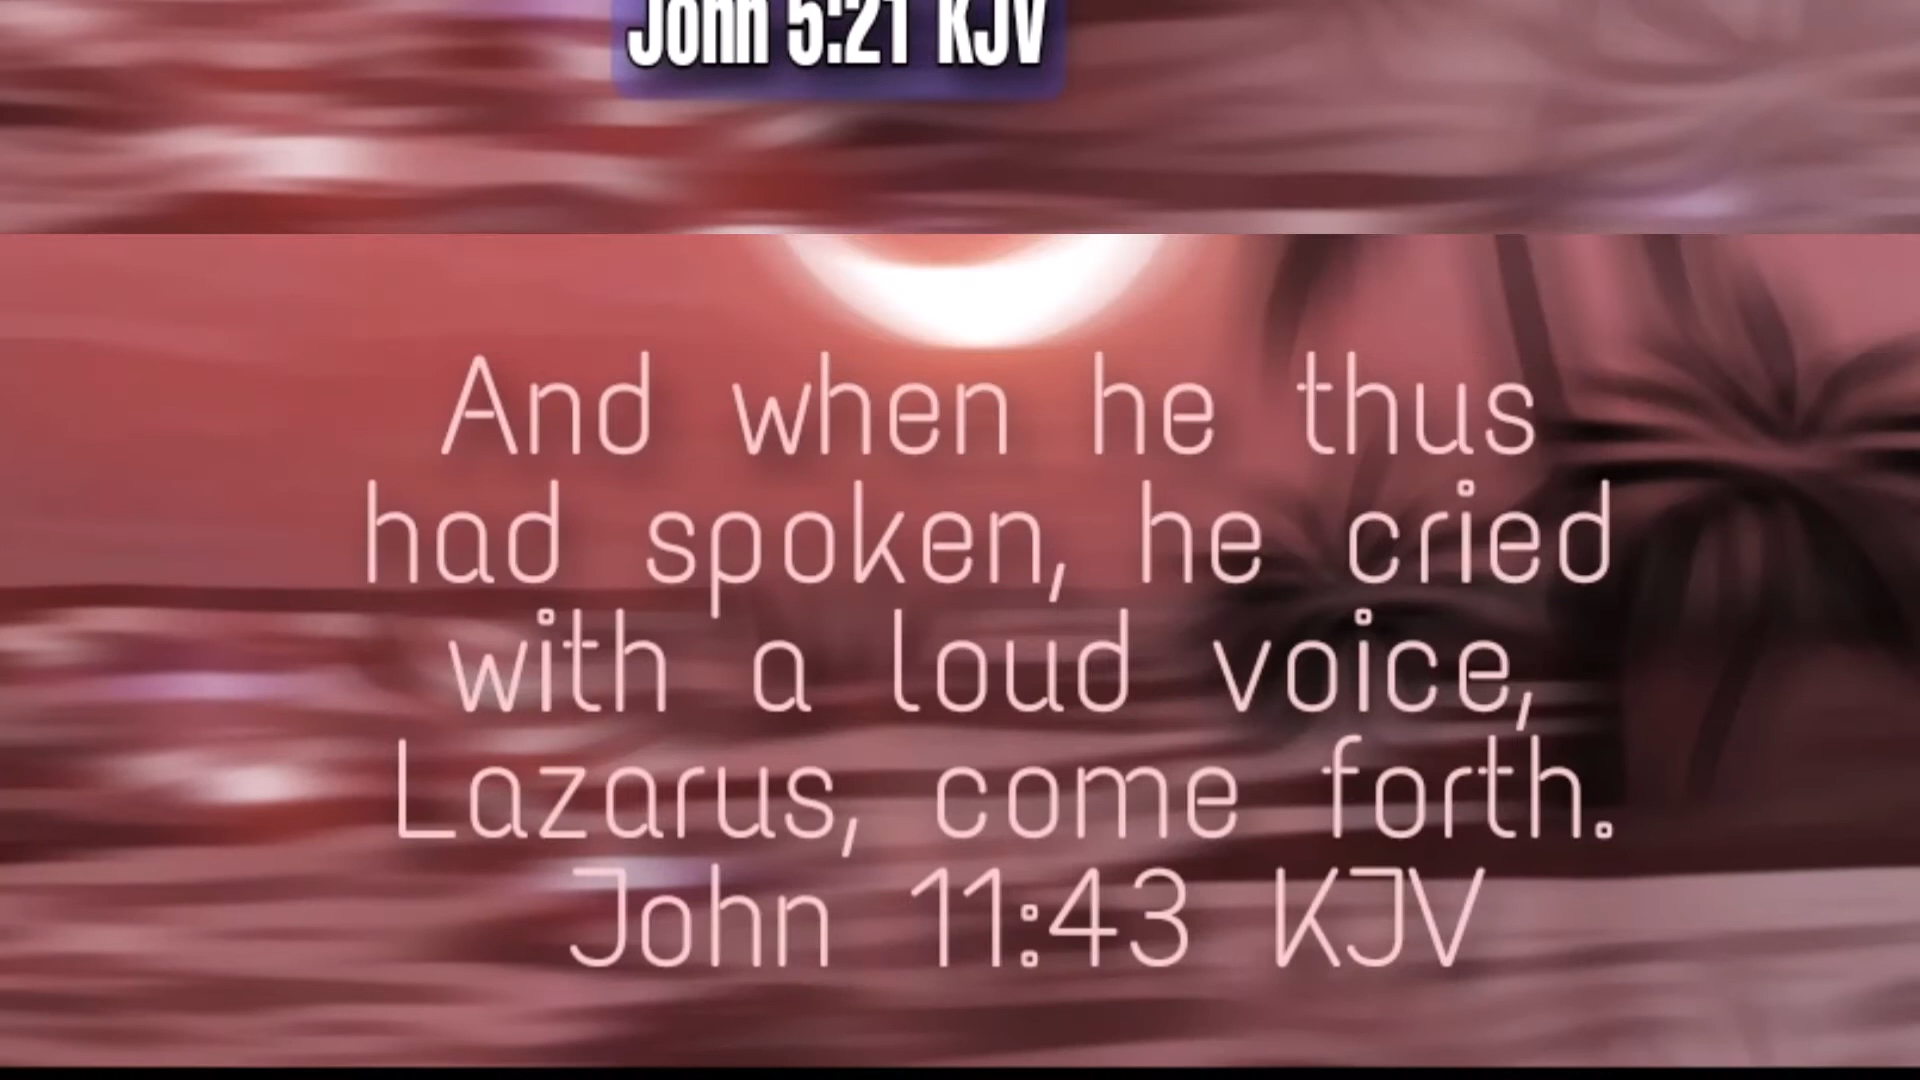 John 5:21 KJV
And when he thus
had spoken, he cried
with a loud voice,
Lazarus, come forth.
John 11:43 KJV